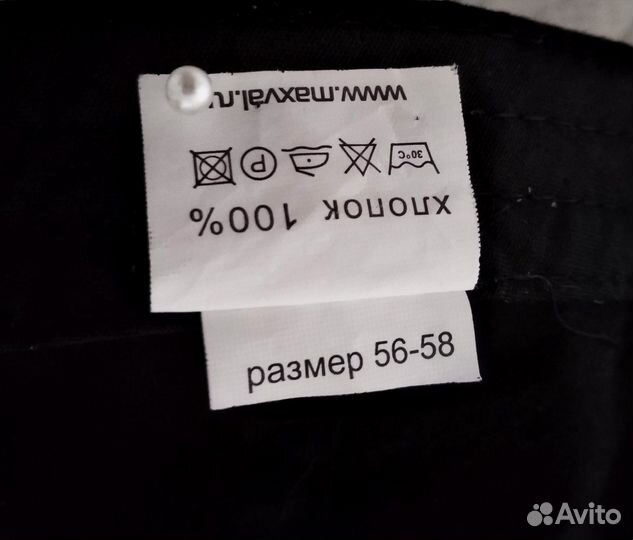 хлопок 100%
30°C P
www.maxval.ru
размер 56-58
Avito